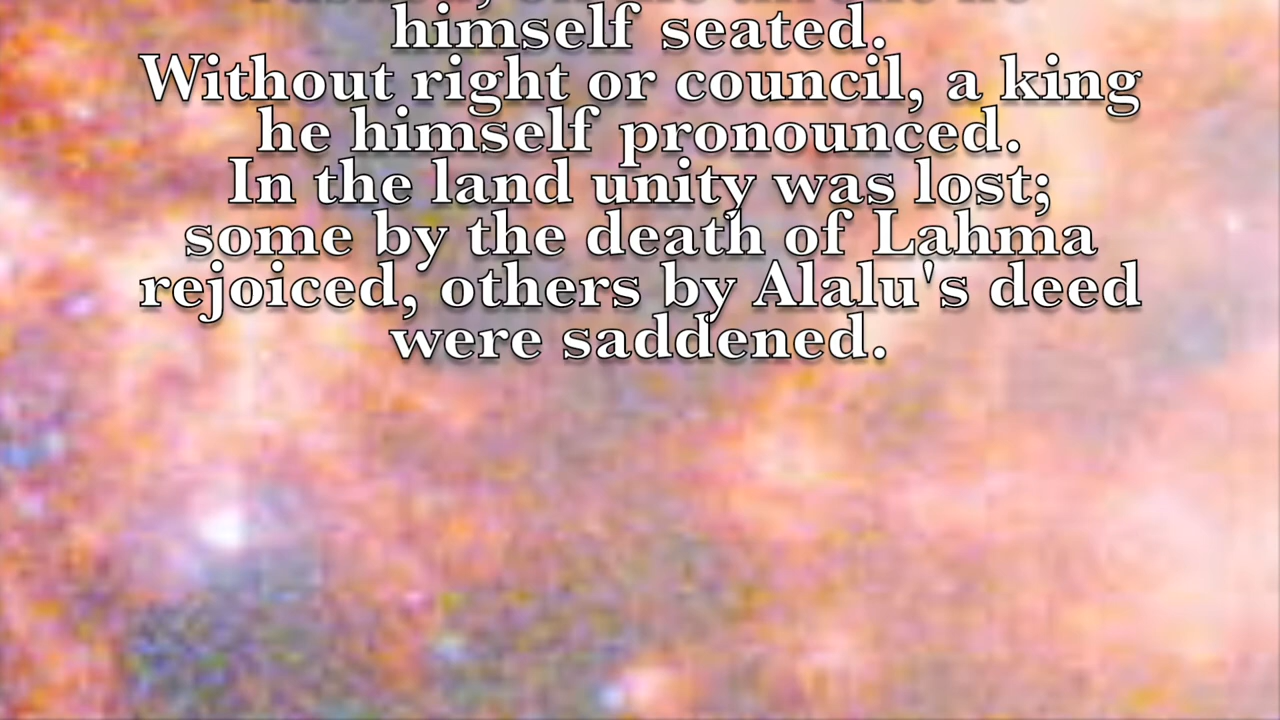 himself seated.
Without right or council, a king
he himself pronounced.
In the land unity was lost;
some by the death of Lahma
rejoiced, others by Alalu's deed
were saddened.